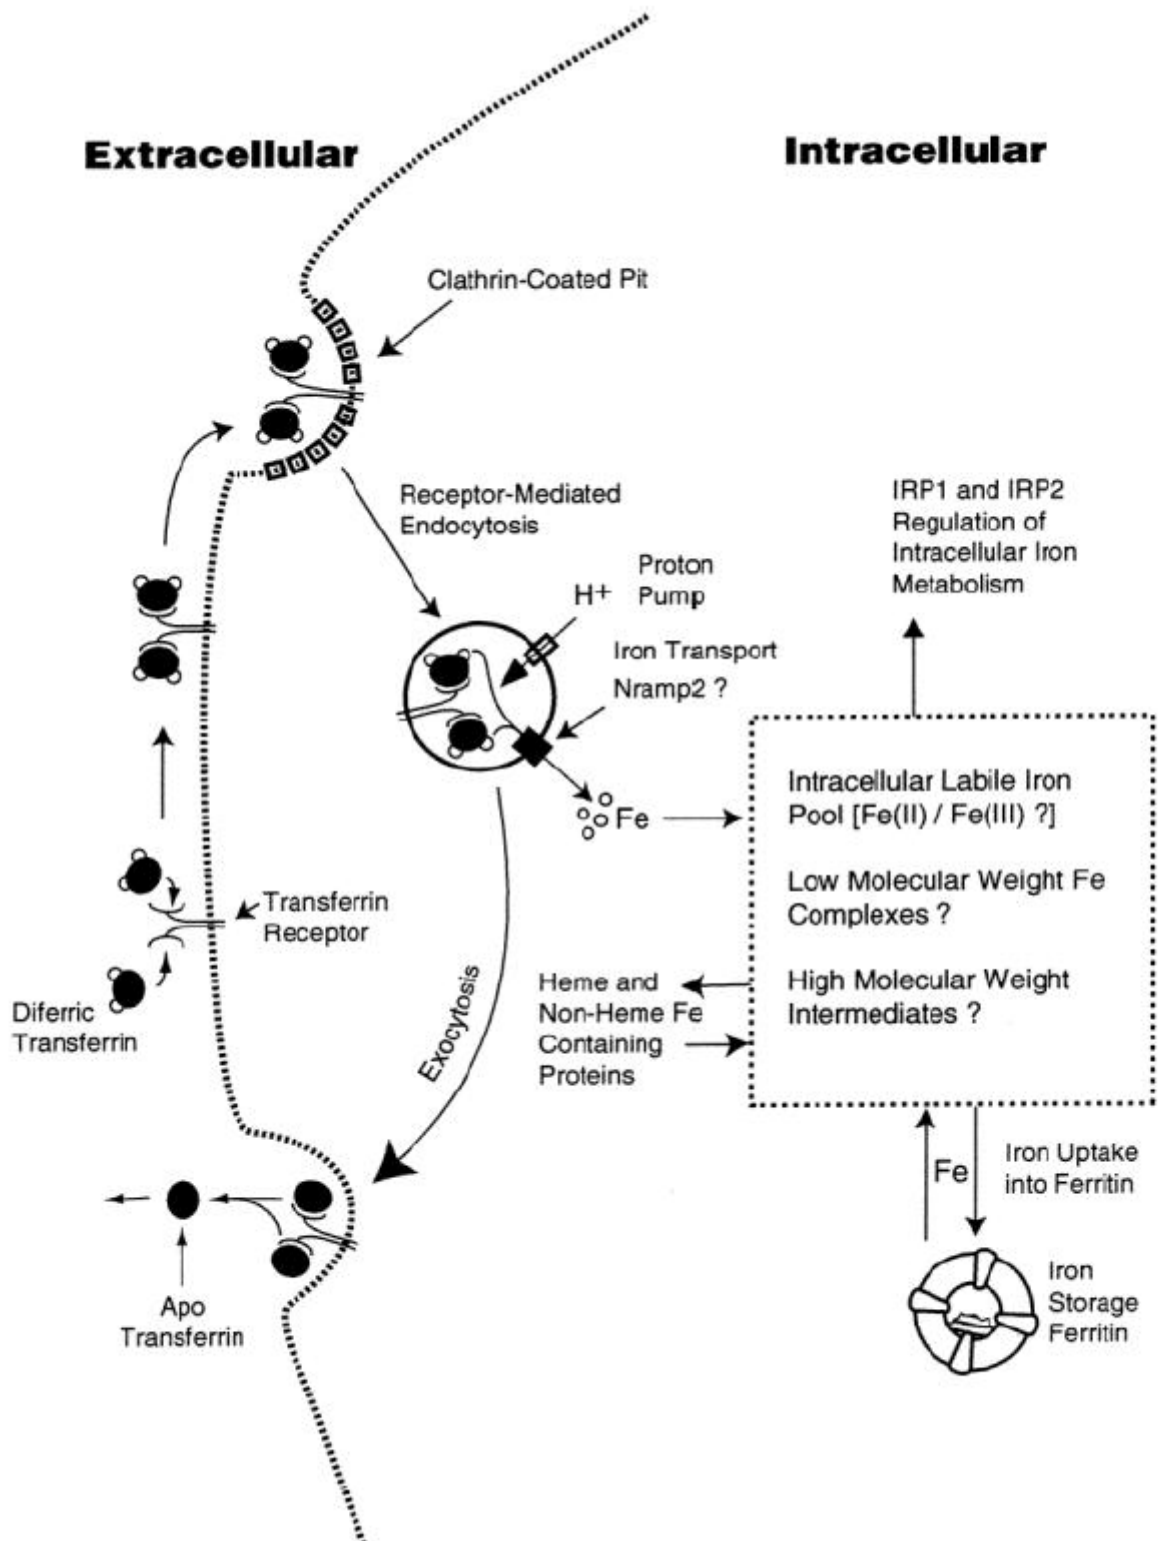 Extracellular
Intracellular
Clathrin-Coated Pit
Receptor-Mediated
Endocytosis
IRP1 and IRP2
Regulation of
Intracellular Iron
Metabolism
Proton
Pump
H+
Iron Transport
Nramp2 ?
Fe
Intracellular Labile Iron
Pool [Fe(II) / Fe(III) ?]
Low Molecular Weight Fe
Complexes ?
High Molecular Weight
Intermediates ?
Transferrin
Receptor
Diferric
Transferrin
Heme and
Non-Heme Fe
Containing
Proteins
Exocytosis
Fe
Iron Uptake
into Ferritin
Iron
Storage
Ferritin
Apo
Transferrin